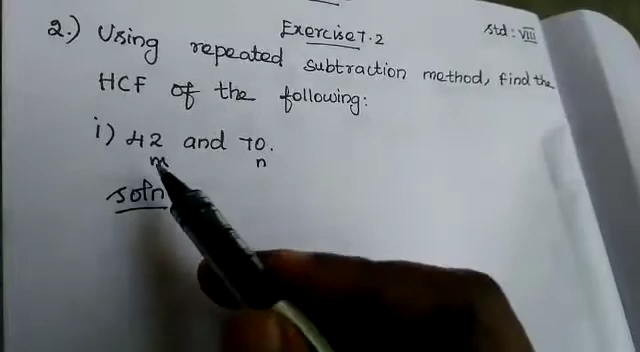 Exercise 7.2
Std: VIII
2.) Using repeated subtraction method, find the
HCF of the following:
i) 42 and 70.
m n
soln